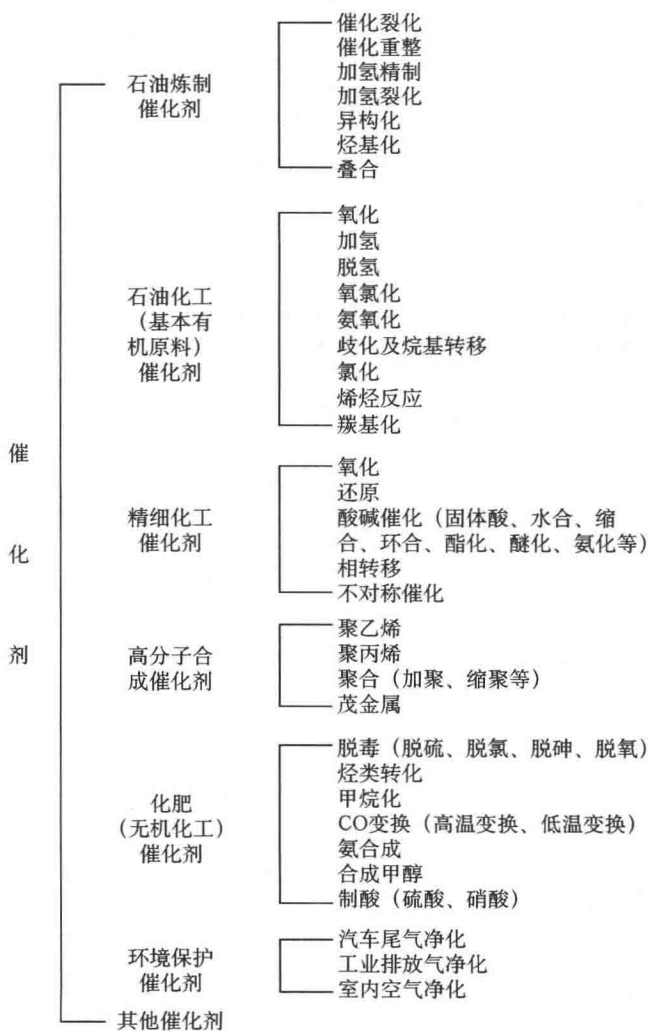 催化剂
石油炼制
催化剂
催化裂化
催化重整
加氢精制
加氢裂化
异构化
烃基化
叠合
石油化工
（基本有
机原料）
催化剂
氧化
加氢
脱氢
氧氯化
氨氧化
歧化及烷基转移
氯化
烯烃反应
羰基化
精细化工
催化剂
氧化
还原
酸碱催化（固体酸、水合、缩
合、环合、酯化、醚化、氨化等）
相转移
不对称催化
高分子合
成催化剂
聚乙烯
聚丙烯
聚合（加聚、缩聚等）
茂金属
化肥
（无机化工）
催化剂
脱毒（脱硫、脱氯、脱砷、脱氧）
烃类转化
甲烷化
CO变换（高温变换、低温变换）
氨合成
合成甲醇
制酸（硫酸、硝酸）
环境保护
催化剂
汽车尾气净化
工业排放气净化
室内空气净化
其他催化剂